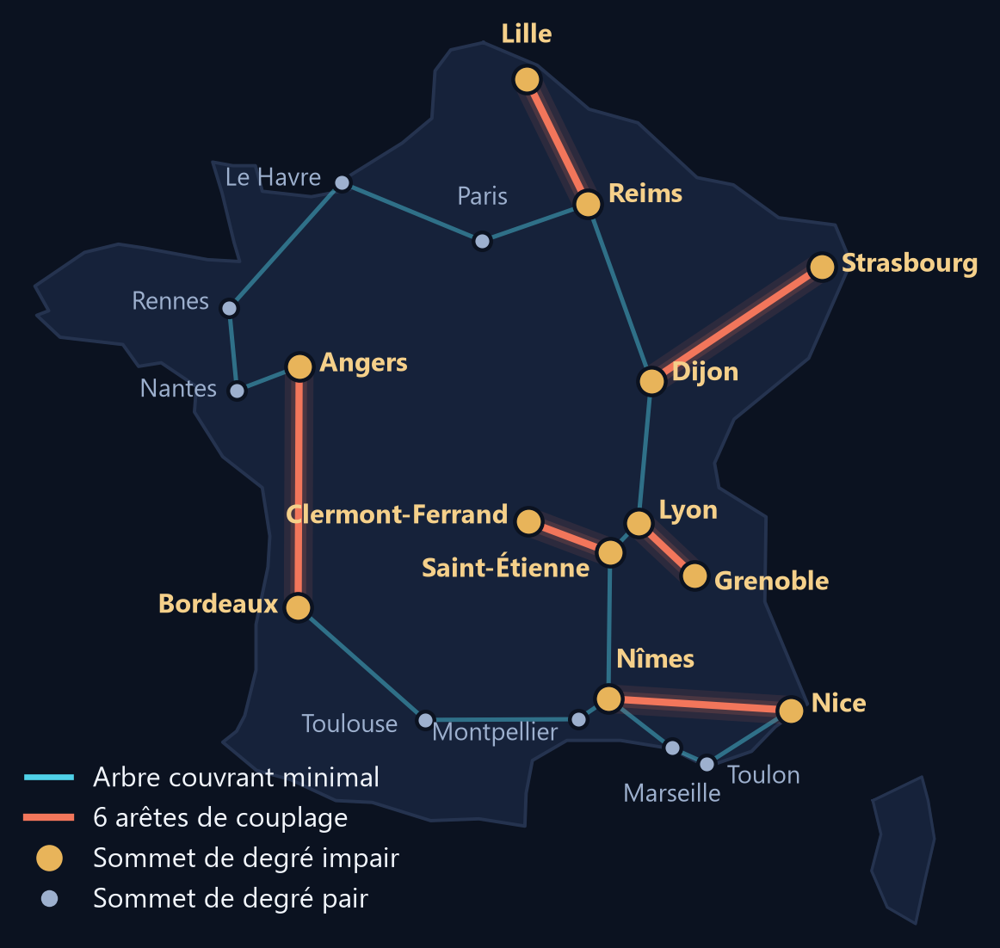 Lille
Le Havre
Paris
Reims
Strasbourg
Rennes
Angers
Dijon
Nantes
Clermont-Ferrand
Lyon
Saint-Étienne
Grenoble
Bordeaux
Nîmes
Nice
Toulouse
Montpellier
Toulon
Marseille
Arbre couvrant minimal
6 arêtes de couplage
Sommet de degré impair
Sommet de degré pair